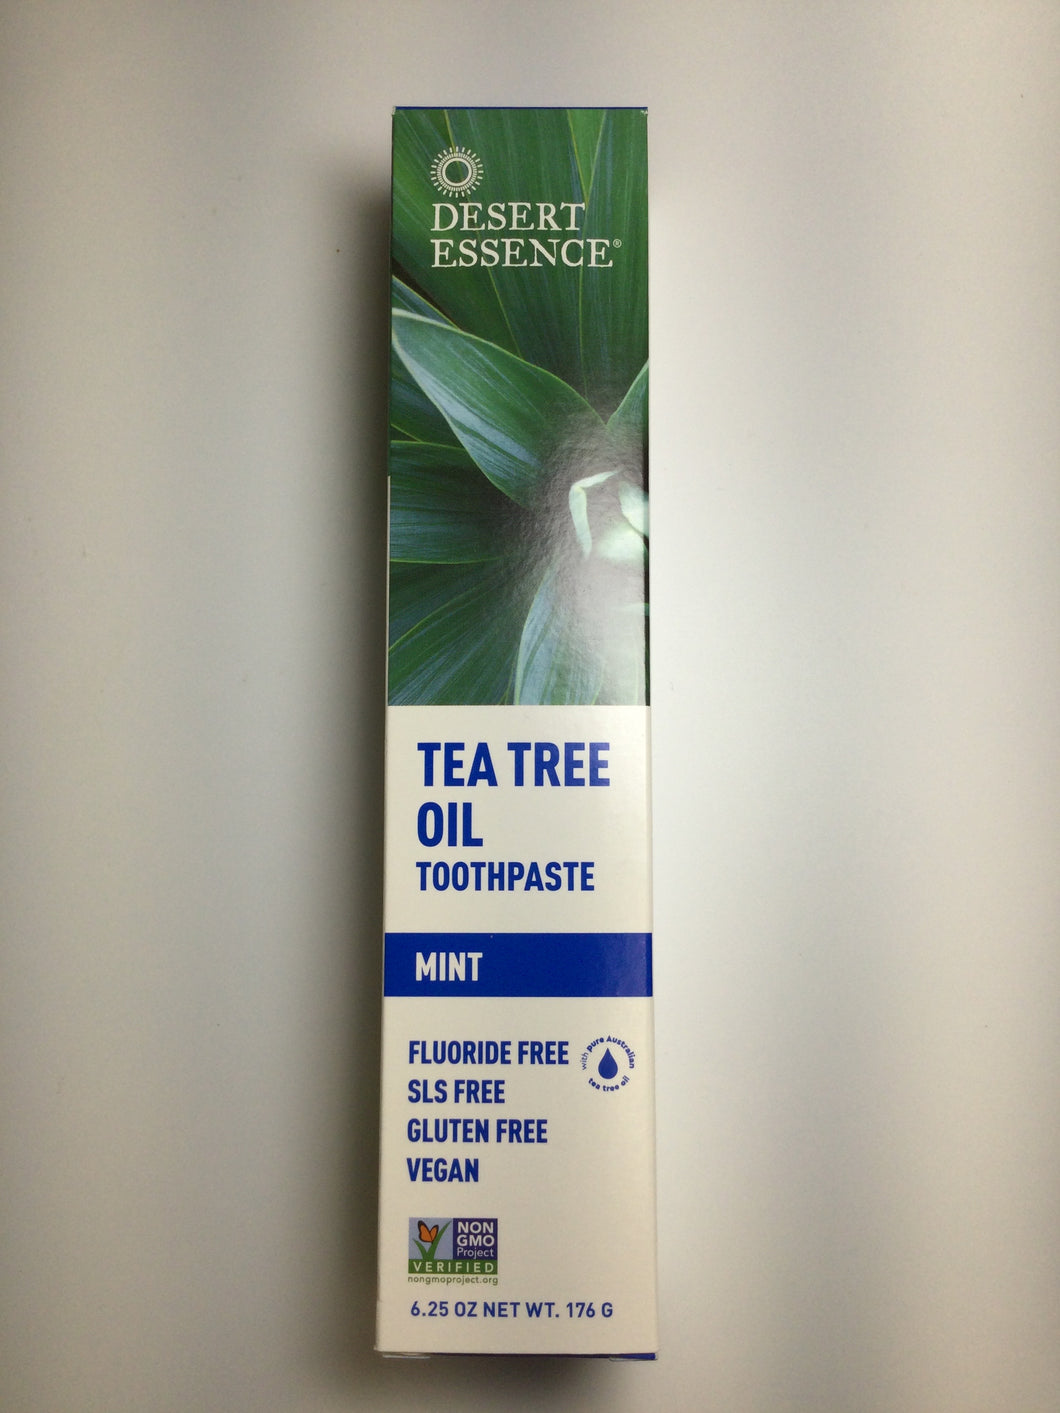 DESERT
ESSENCE®
TEA TREE
OIL
TOOTHPASTE
MINT
FLUORIDE FREE
with pure Australian
tea tree oil
SLS FREE
GLUTEN FREE
VEGAN
NON
GMO
Project
VERIFIED
nongmoproject.org
6.25 OZ NET WT. 176 G